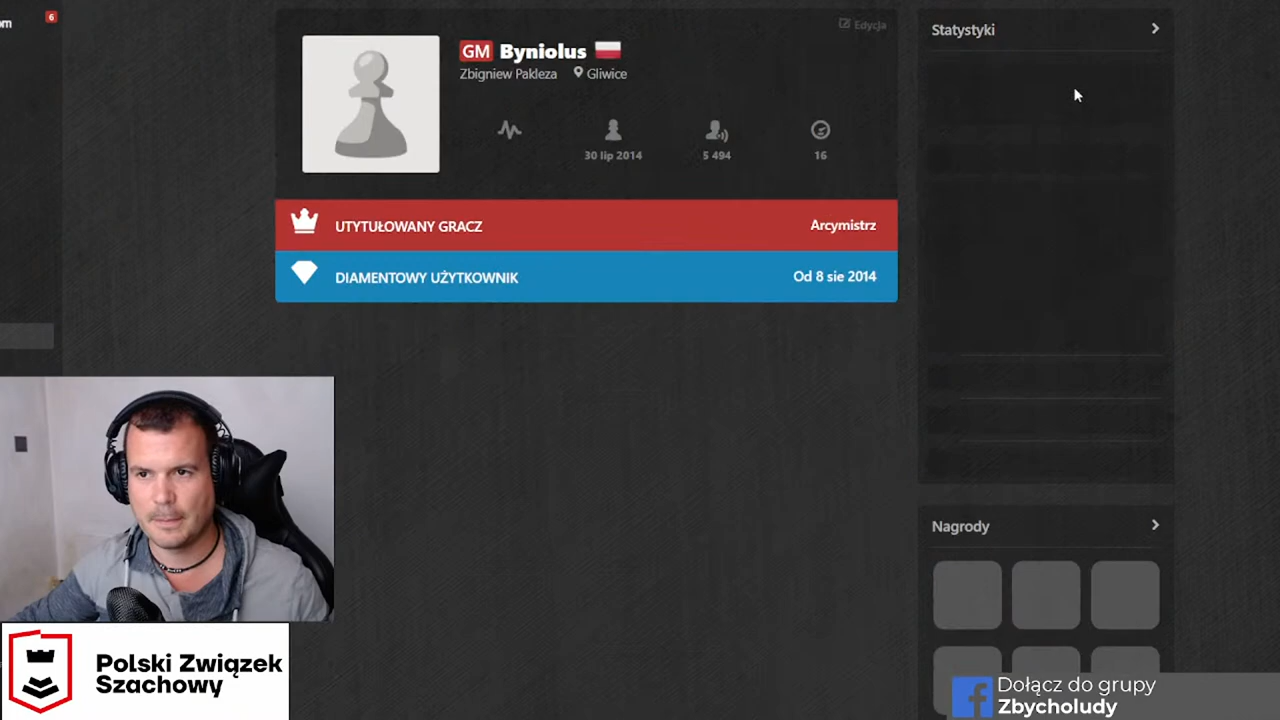 om
6
Edycja
GM Byniolus
Zbigniew Pakleza Gliwice
30 lip 2014
5 494
16
UTYTUŁOWANY GRACZ
Arcymistrz
DIAMENTOWY UŻYTKOWNIK
Od 8 sie 2014
Statystyki
Nagrody
Polski Związek
Szachowy
Dołącz do grupy
Zbycholudy